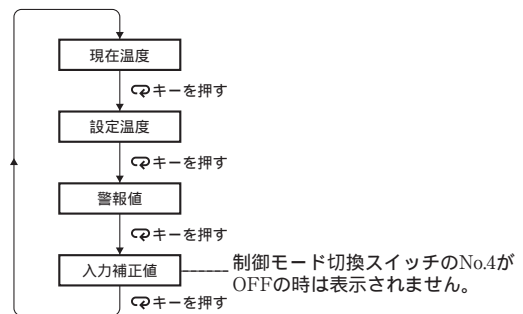 現在温度
キーを押す
設定温度
キーを押す
警報値
キーを押す
入力補正値
制御モード切換スイッチのNo.4が
OFFの時は表示されません。
キーを押す